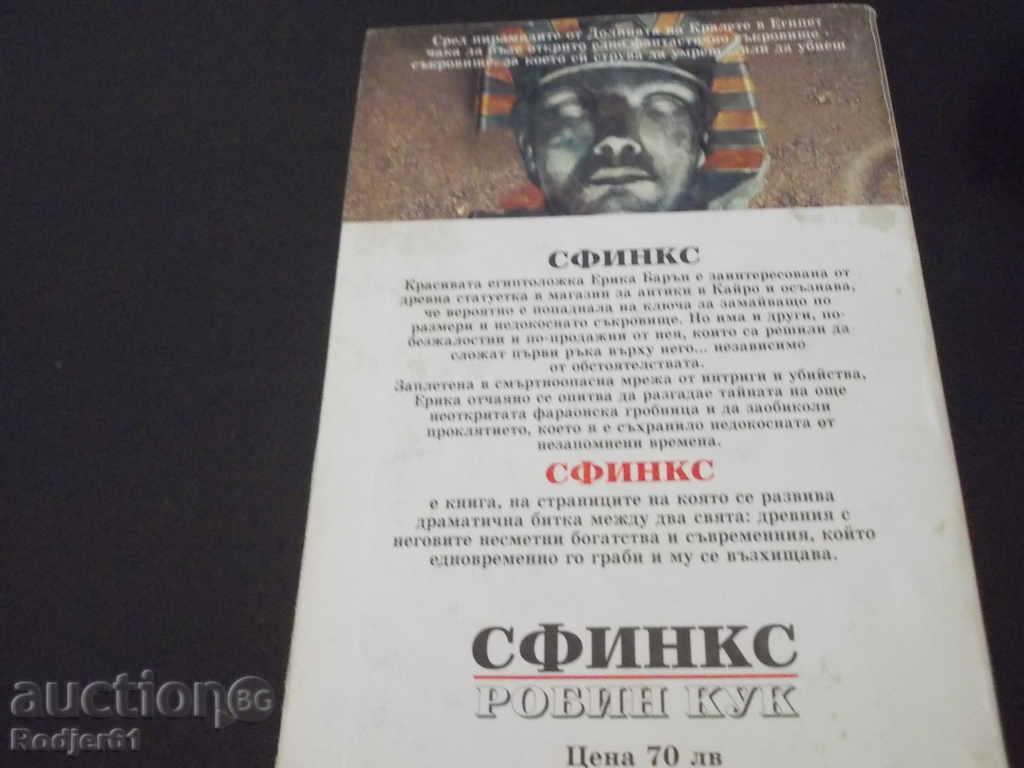 Сред пирамидите от Долината на Кралете в Египет
чака да бъде открито едно фантастично съкровище -
съкровище, за което си струва да умреш или да убиеш
СФИНКС
Красивата египтоложка Ерика Барън е заинтересована от
древна статуетка в магазин за антики в Кайро и осъзнава,
че вероятно е попаднала на ключа за замайващо по
размери и недокоснато съкровище. Но има и други, по-
безжалостни и по-продажни от нея, които са решили да
сложат първи ръка върху него... независимо
от обстоятелствата.
Заплетена в смъртноопасна мрежа от интриги и убийства,
Ерика отчаяно се опитва да разгадае тайната на още
неоткритата фараонска гробница и да заобиколи
проклятието, което я е съхранило недокосната от
незапомнени времена.
СФИНКС
е книга, на страниците на която се развива
драматична битка между два свята: древния с
неговите несметни богатства и съвременния, който
едновременно го граби и му се възхищава.
СФИНКС
РОБИН КУК
Цена 70 лв
auction BG
Rodjer61